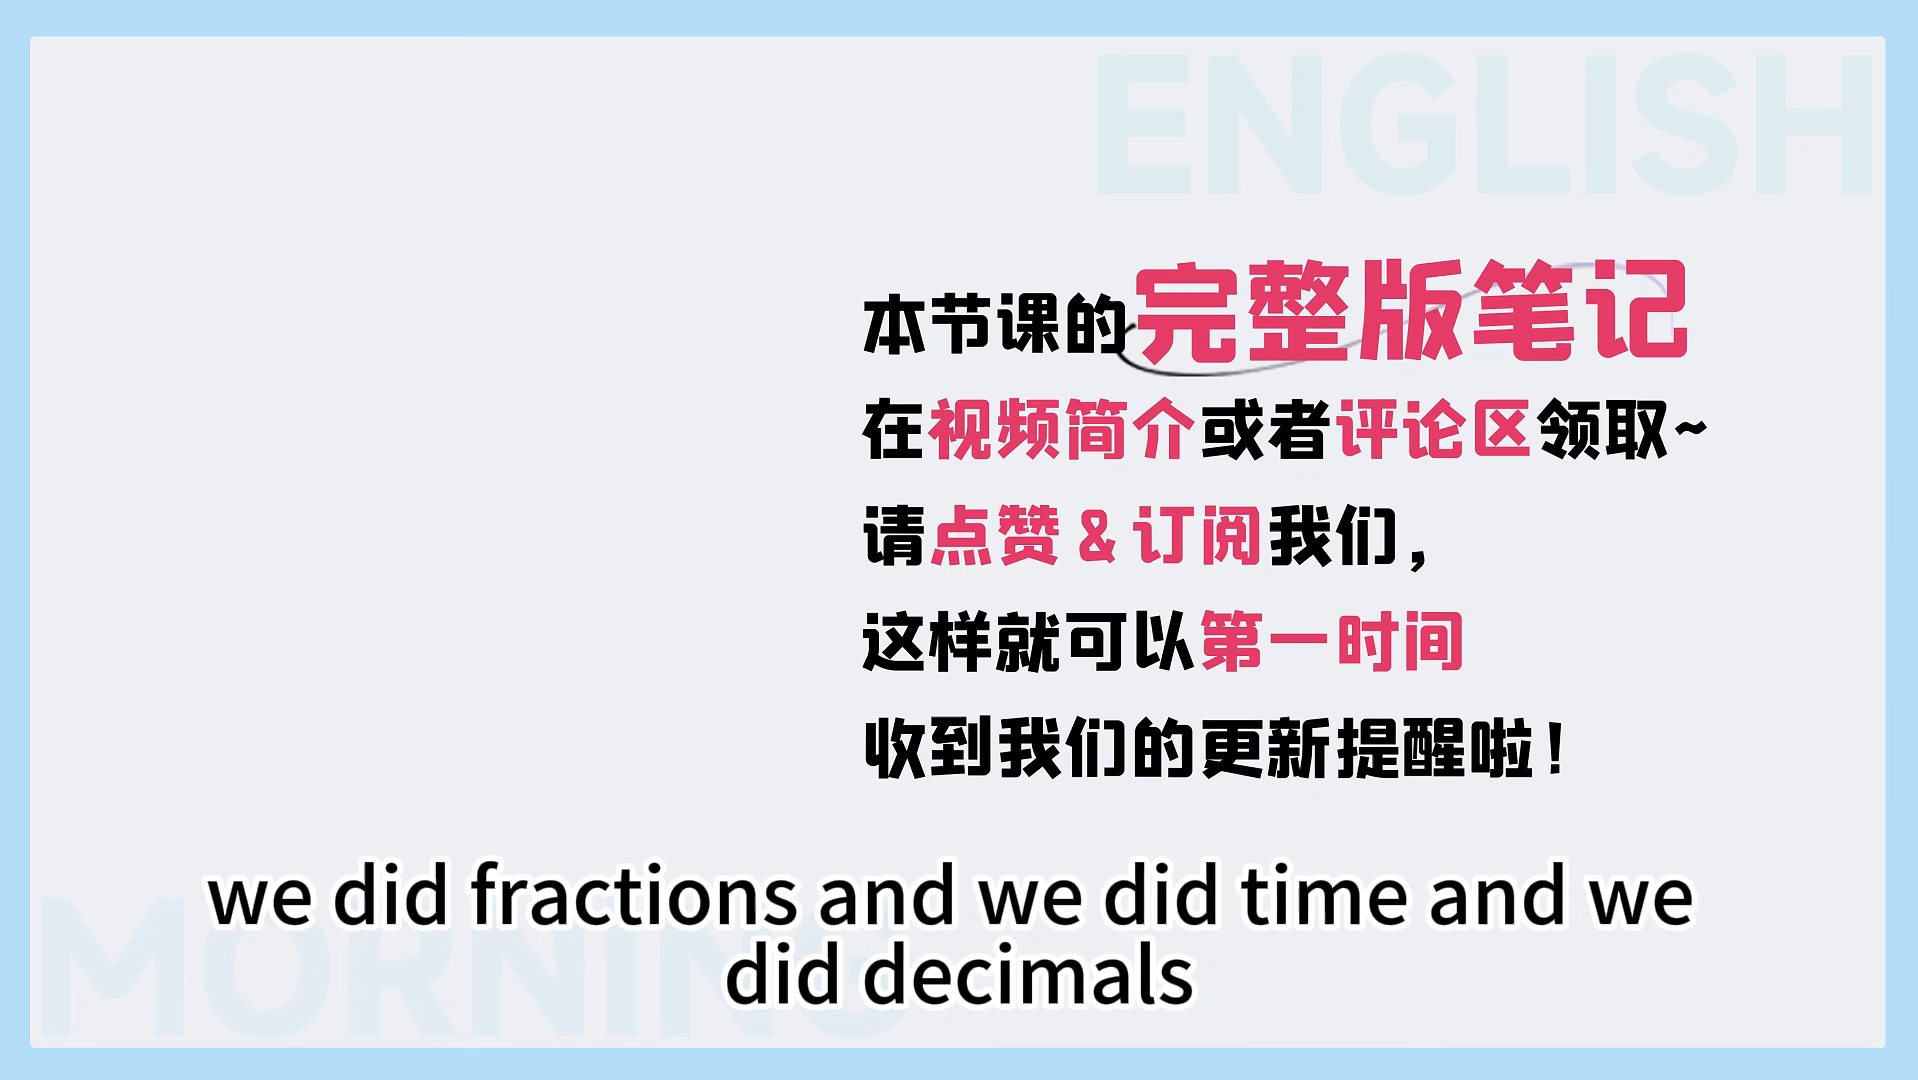 ENGLISH
本节课的完整版笔记
在视频简介或者评论区领取~
请点赞&订阅我们，
这样就可以第一时间
收到我们的更新提醒啦！
we did fractions and we did time and we
did decimals
MORNING